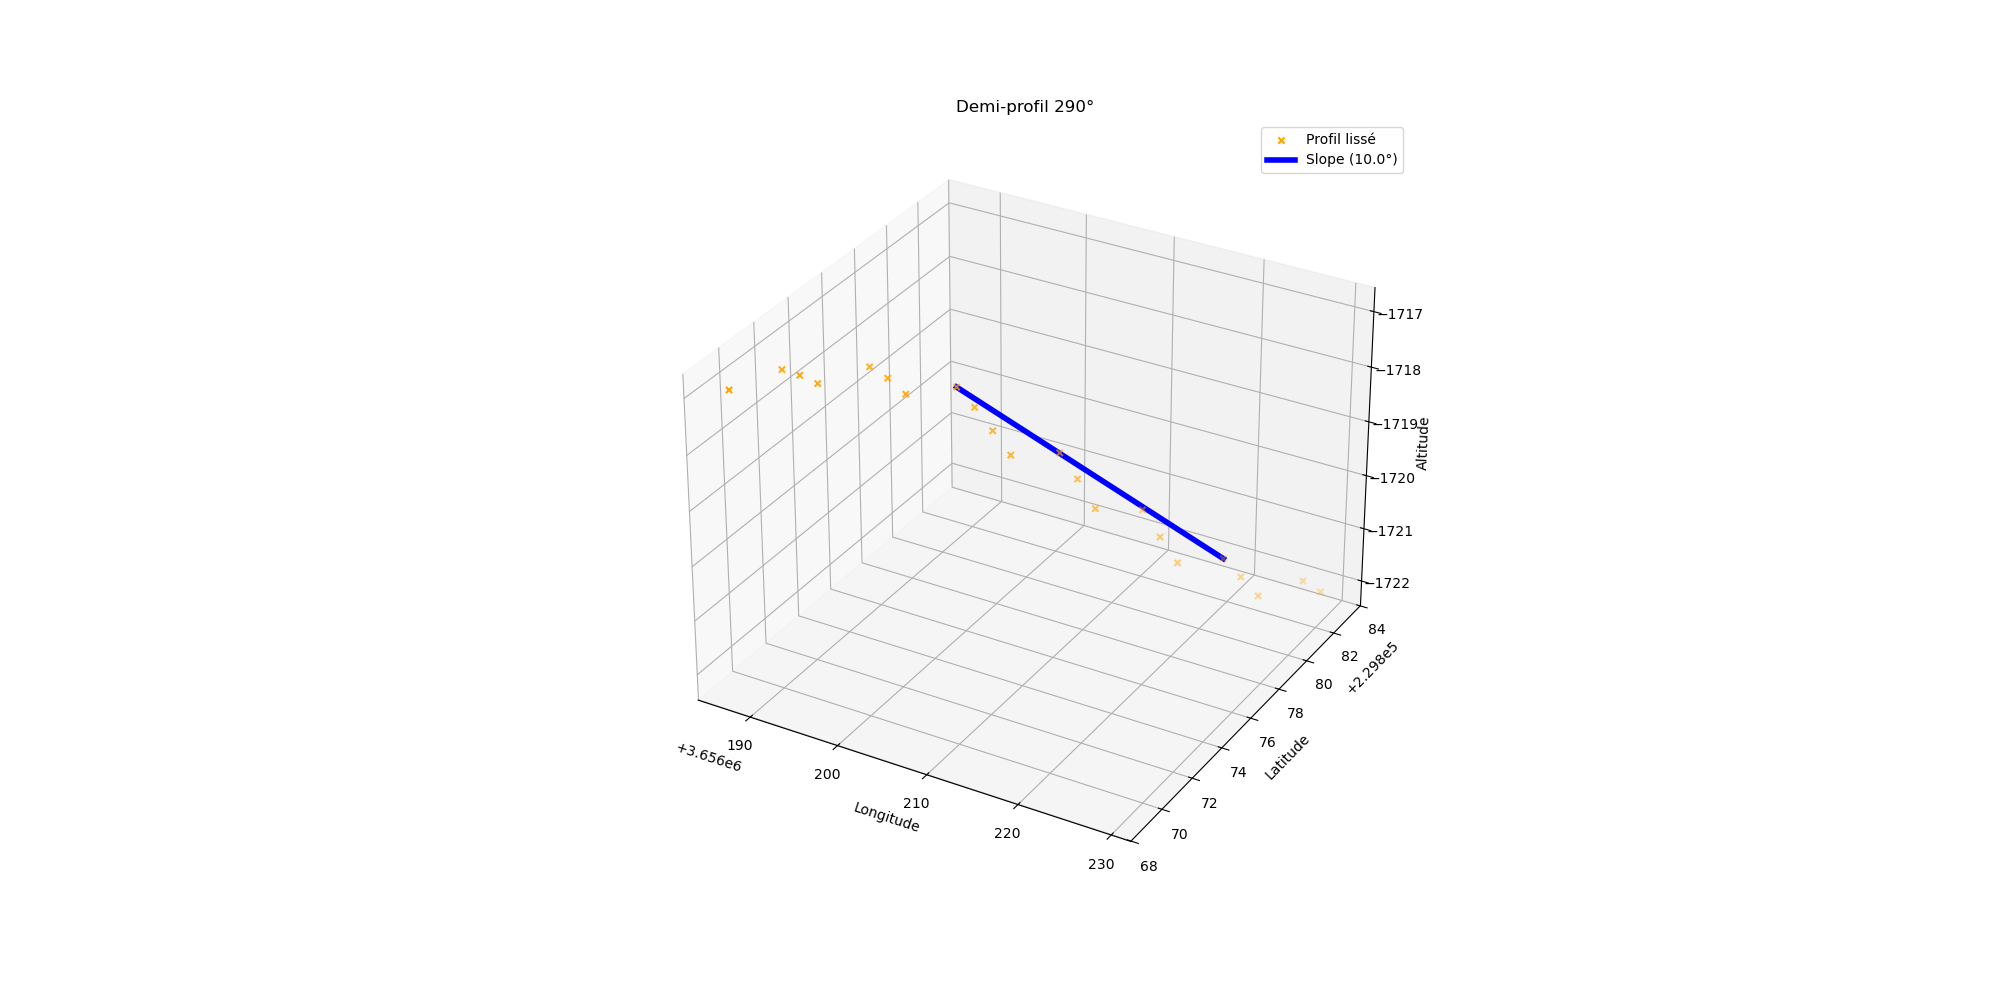 Demi-profil 290°
Profil lissé
Slope (10.0°)
−1717
−1718
−1719
−1720
−1721
−1722
Altitude
84
82
80
78
76
74
72
70
68
+2.298e5
Latitude
190
200
210
220
230
+3.656e6
Longitude